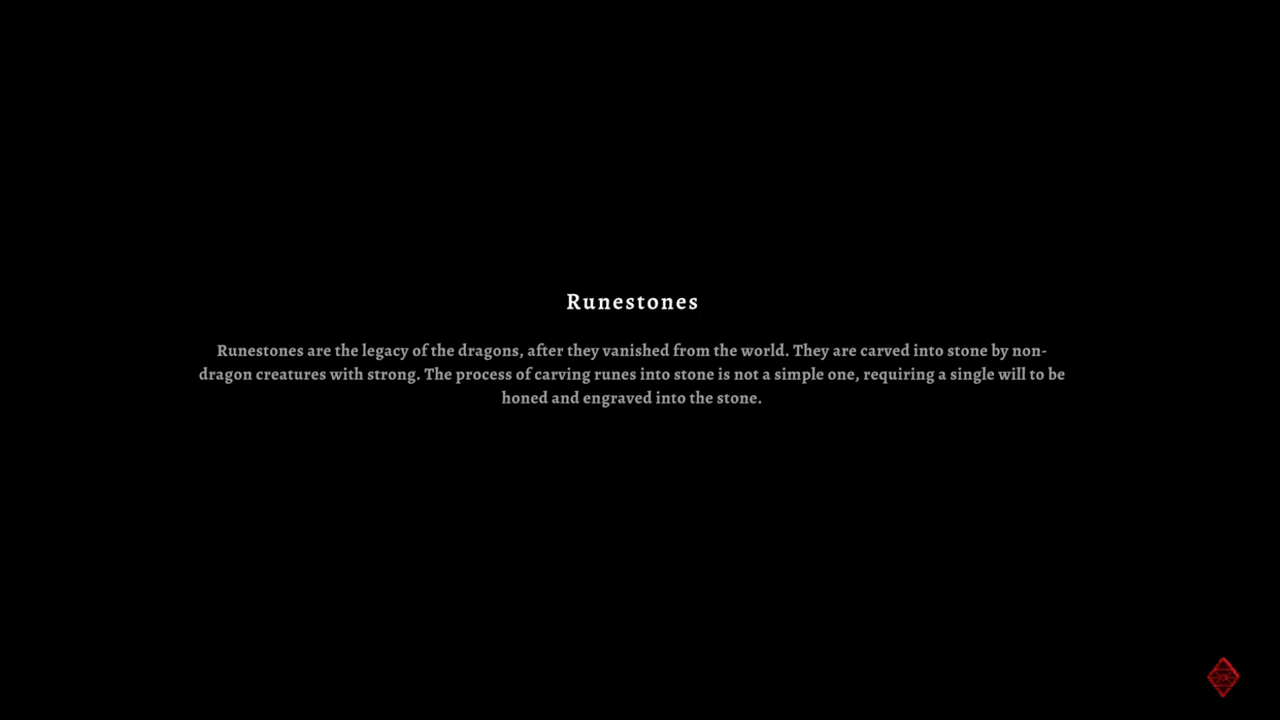 Runestones
Runestones are the legacy of the dragons, after they vanished from the world. They are carved into stone by non-
dragon creatures with strong. The process of carving runes into stone is not a simple one, requiring a single will to be
honed and engraved into the stone.